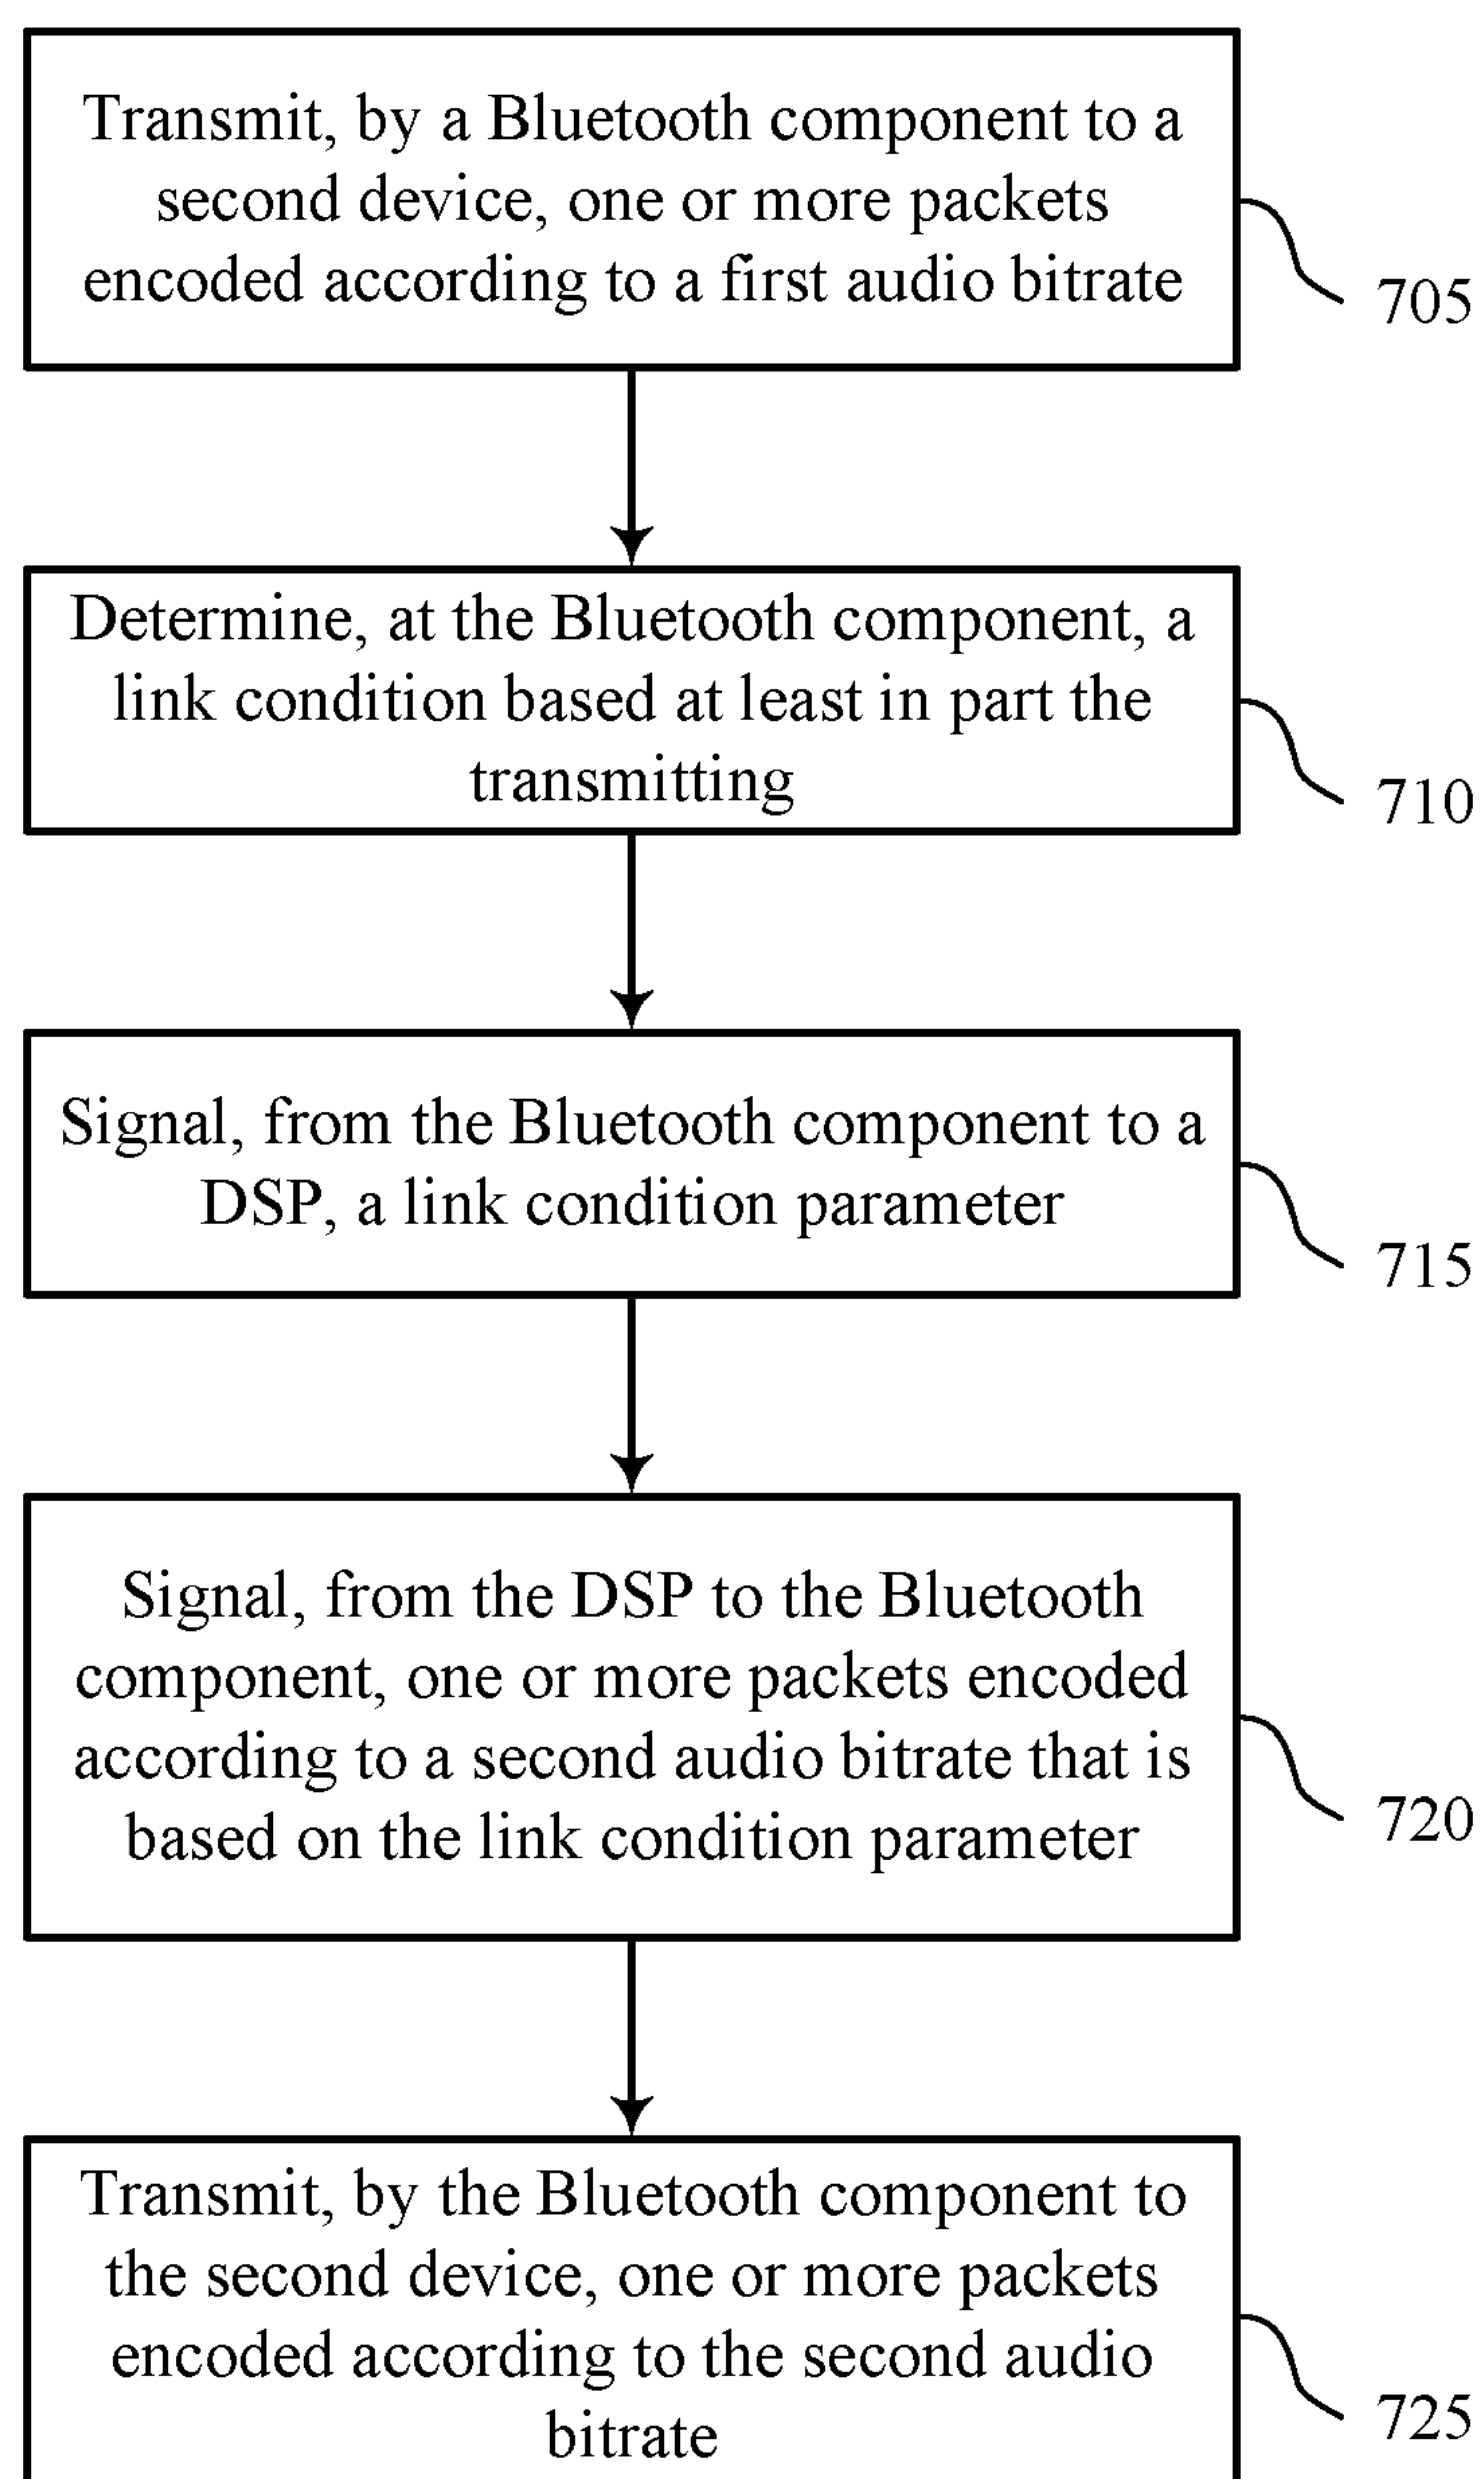 Transmit, by a Bluetooth component to a
second device, one or more packets
encoded according to a first audio bitrate
705
Determine, at the Bluetooth component, a
link condition based at least in part the
transmitting
710
Signal, from the Bluetooth component to a
DSP, a link condition parameter
715
Signal, from the DSP to the Bluetooth
component, one or more packets encoded
according to a second audio bitrate that is
based on the link condition parameter
720
Transmit, by the Bluetooth component to
the second device, one or more packets
encoded according to the second audio
bitrate
725